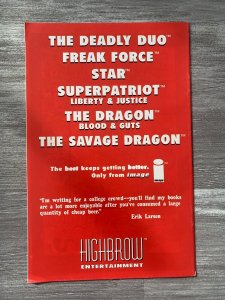 THE DEADLY DUO™
FREAK FORCE™
STAR™
SUPERPATRIOT™
LIBERTY & JUSTICE
THE DRAGON™
BLOOD & GUTS
THE SAVAGE DRAGON™
The best keeps getting better.
Only from image
image
"I'm writing for a college crowd--you'll find my books
are a lot more enjoyable after you've consumed a large
quantity of cheap beer."
Erik Larsen
HIGHBROW™
ENTERTAINMENT